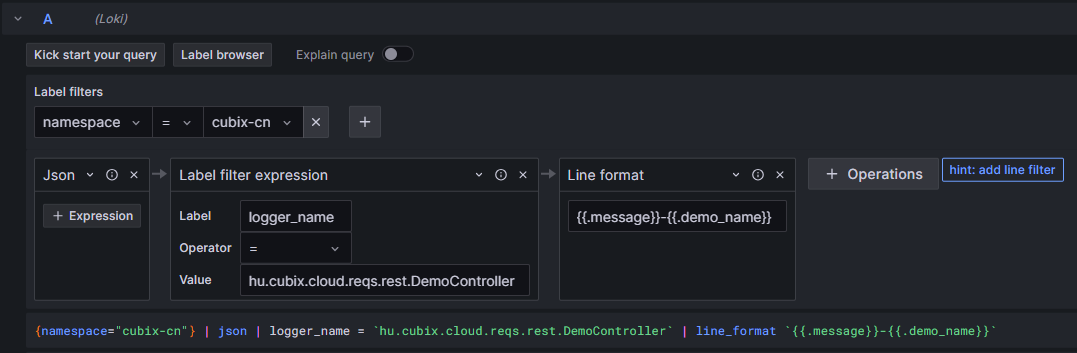 A (Loki)
Kick start your query Label browser Explain query
Label filters
namespace = cubix-cn
Json Label filter expression Line format + Operations hint: add line filter
+ Expression Label logger_name {{.message}}-{{.demo_name}}
Operator =
Value hu.cubix.cloud.reqs.rest.DemoController
{namespace="cubix-cn"} | json | logger_name = `hu.cubix.cloud.reqs.rest.DemoController` | line_format `{{.message}}-{{.demo_name}}`